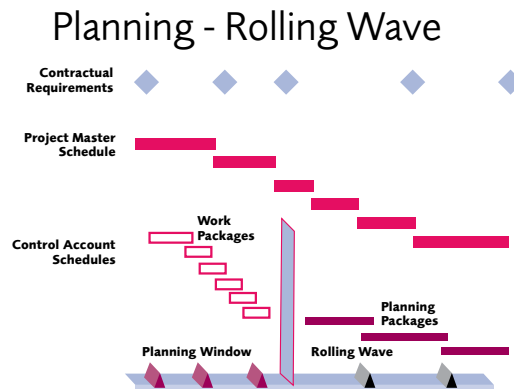 Planning - Rolling Wave
Contractual
Requirements
Project Master
Schedule
Work
Packages
Control Account
Schedules
Planning
Packages
Planning Window
Rolling Wave